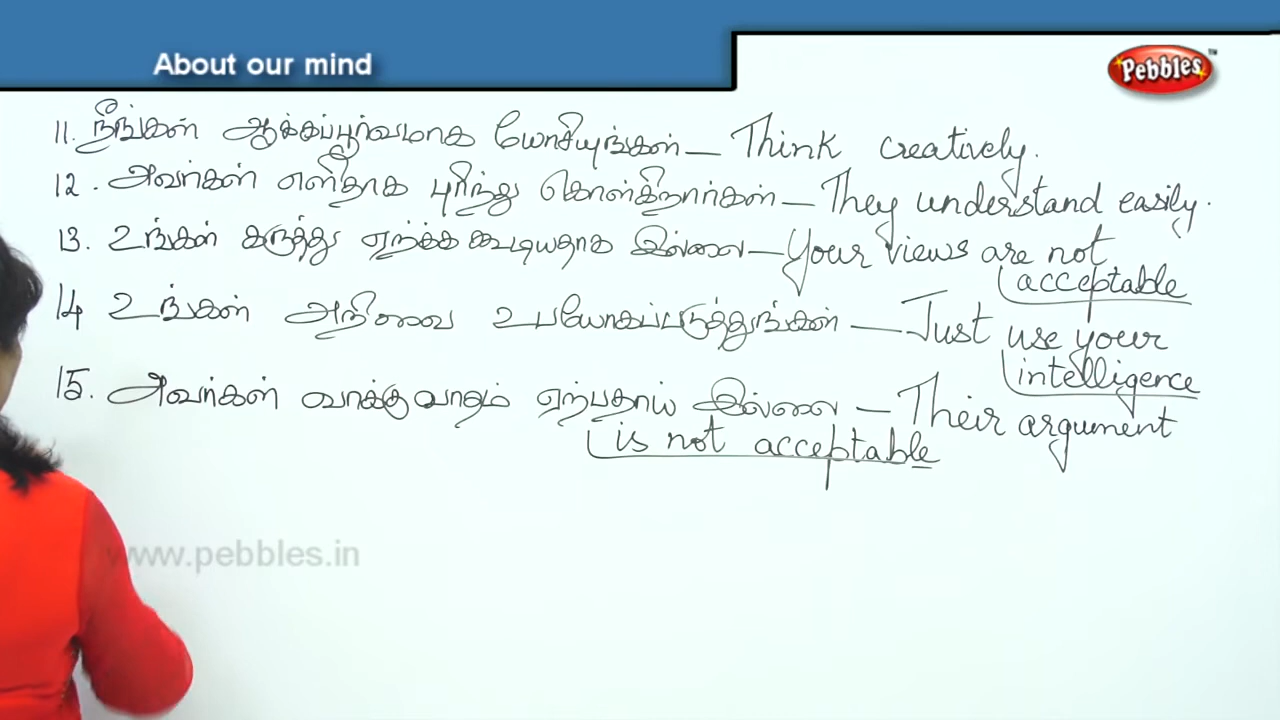 About our mind
Pebbles™
11. நீங்கள் ஆக்கப்பூர்வமாக யோசியுங்கள் – Think creatively.
12. அவர்கள் எளிதாக புரிந்து கொள்கிறார்கள் – They understand easily.
13. உங்கள் கருத்து ஏற்க்க கூடியதாக இல்லை – Your views are not
acceptable
14 உங்கள் அறிவை உபயோகப்படுத்துங்கள் – Just use your
intelligence
15. அவர்கள் வாக்குவாதம் ஏற்பதாய் இல்லை – Their argument
is not acceptable
www.pebbles.in